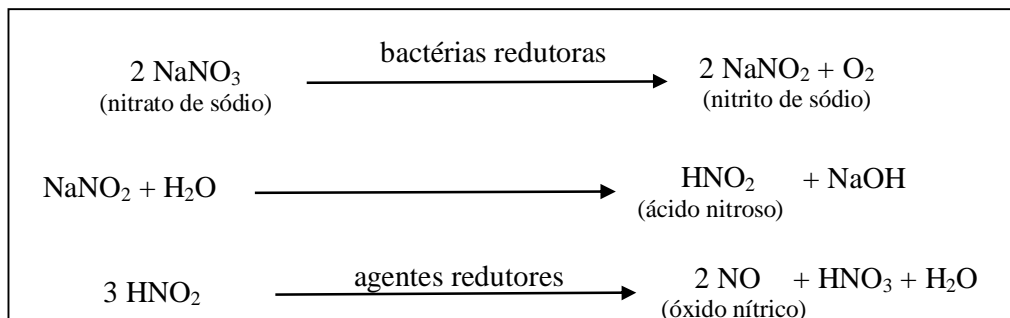 bactérias redutoras
2 NaNO₃ 2 NaNO₂ + O₂
(nitrato de sódio) (nitrito de sódio)
NaNO₂ + H₂O HNO₂ + NaOH
(ácido nitroso)
agentes redutores
3 HNO₂ 2 NO + HNO₃ + H₂O
(óxido nítrico)